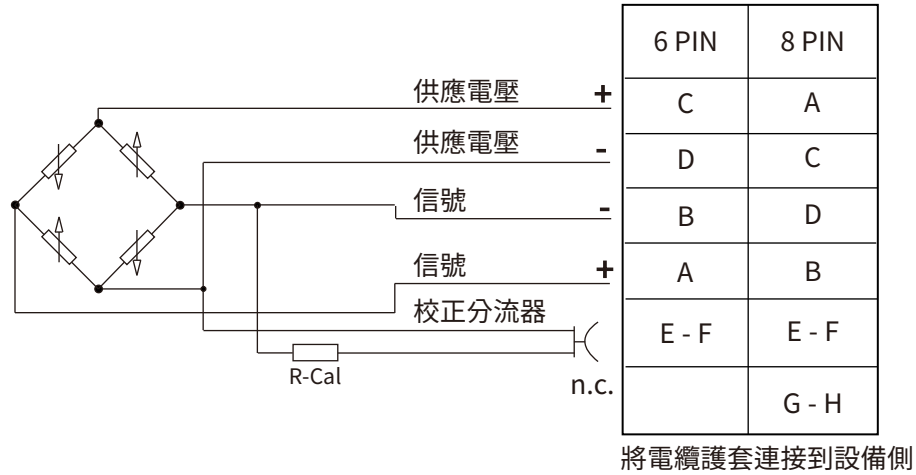 6 PIN 8 PIN
供應電壓 + C A
供應電壓 - D C
信號 - B D
信號 + A B
校正分流器 E - F E - F
R-Cal
n.c. G - H
將電纜護套連接到設備側